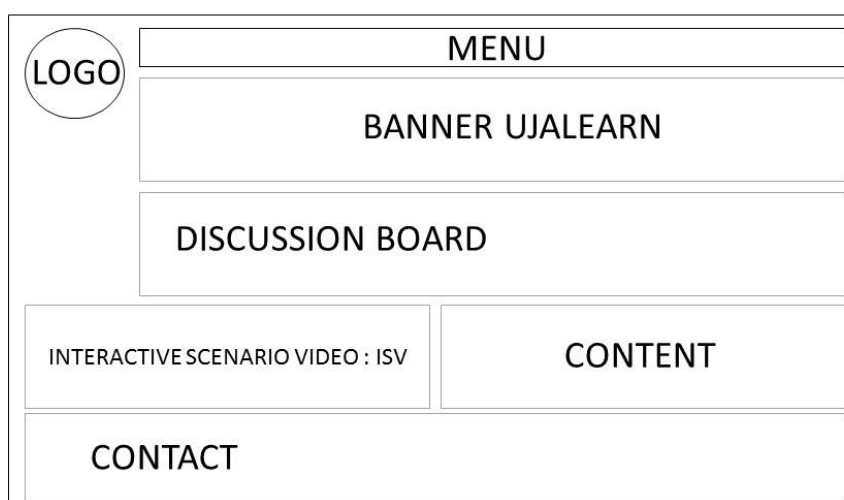 LOGO
MENU
BANNER UJALEARN
DISCUSSION BOARD
INTERACTIVE SCENARIO VIDEO : ISV
CONTENT
CONTACT